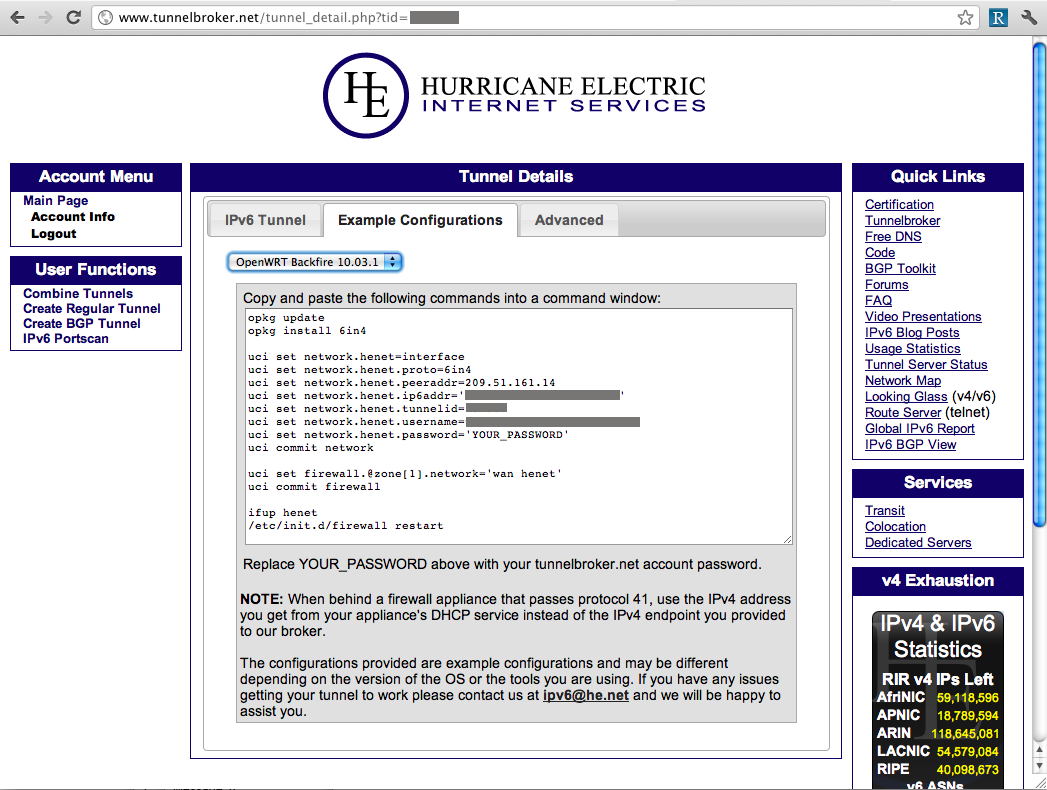 www.tunnelbroker.net/tunnel_detail.php?tid=
R
HE
HURRICANE ELECTRIC
INTERNET SERVICES
Account Menu
Main Page
Account Info
Logout
User Functions
Combine Tunnels
Create Regular Tunnel
Create BGP Tunnel
IPv6 Portscan
Tunnel Details
IPv6 Tunnel
Example Configurations
Advanced
OpenWRT Backfire 10.03.1
Copy and paste the following commands into a command window:
opkg update
opkg install 6in4
uci set network.henet=interface
uci set network.henet.proto=6in4
uci set network.henet.peeraddr=209.51.161.14
uci set network.henet.ip6addr=' '
uci set network.henet.tunnelid=
uci set network.henet.username=
uci set network.henet.password='YOUR_PASSWORD'
uci commit network
uci set firewall.@zone[1].network='wan henet'
uci commit firewall
ifup henet
/etc/init.d/firewall restart
Replace YOUR_PASSWORD above with your tunnelbroker.net account password.
NOTE: When behind a firewall appliance that passes protocol 41, use the IPv4 address
you get from your appliance's DHCP service instead of the IPv4 endpoint you provided
to our broker.
The configurations provided are example configurations and may be different
depending on the version of the OS or the tools you are using. If you have any issues
getting your tunnel to work please contact us at ipv6@he.net and we will be happy to
assist you.
Quick Links
Certification
Tunnelbroker
Free DNS
Code
BGP Toolkit
Forums
FAQ
Video Presentations
IPv6 Blog Posts
Usage Statistics
Tunnel Server Status
Network Map
Looking Glass (v4/v6)
Route Server (telnet)
Global IPv6 Report
IPv6 BGP View
Services
Transit
Colocation
Dedicated Servers
v4 Exhaustion
IPv4 & IPv6
Statistics
RIR v4 IPs Left
AfriNIC 59,118,596
APNIC 18,789,594
ARIN 118,645,081
LACNIC 54,579,084
RIPE 40,098,673
v6 ASNs